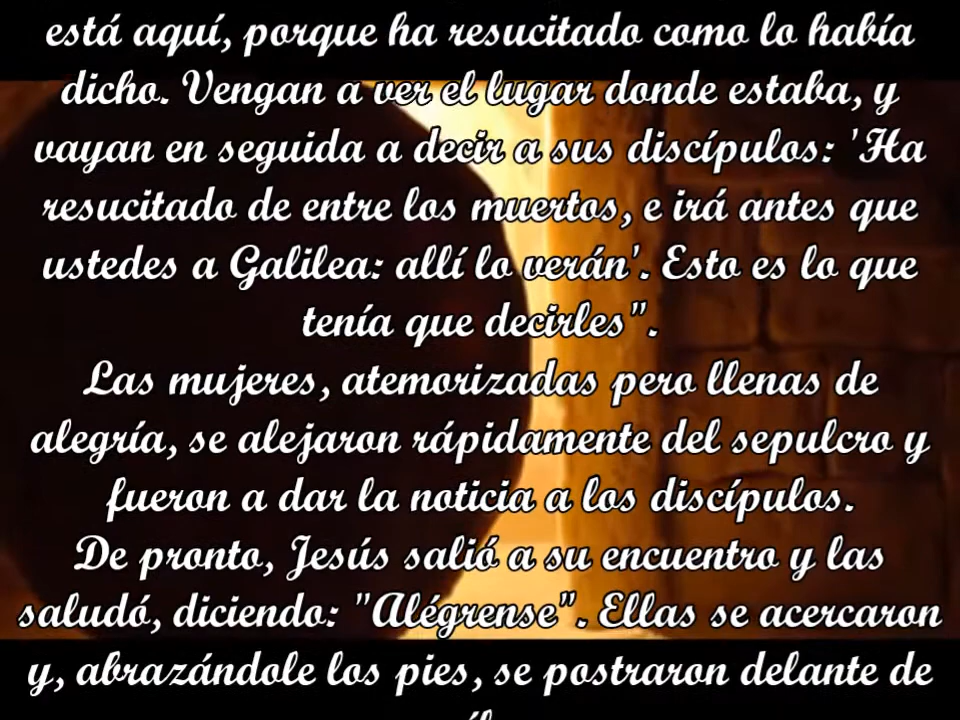 está aquí, porque ha resucitado como lo había
dicho. Vengan a ver el lugar donde estaba, y
vayan en seguida a decir a sus discípulos: 'Ha
resucitado de entre los muertos, e irá antes que
ustedes a Galilea: allí lo verán'. Esto es lo que
tenía que decirles".
Las mujeres, atemorizadas pero llenas de
alegría, se alejaron rápidamente del sepulcro y
fueron a dar la noticia a los discípulos.
De pronto, Jesús salió a su encuentro y las
saludó, diciendo: "Alégrense". Ellas se acercaron
y, abrazándole los pies, se postraron delante de